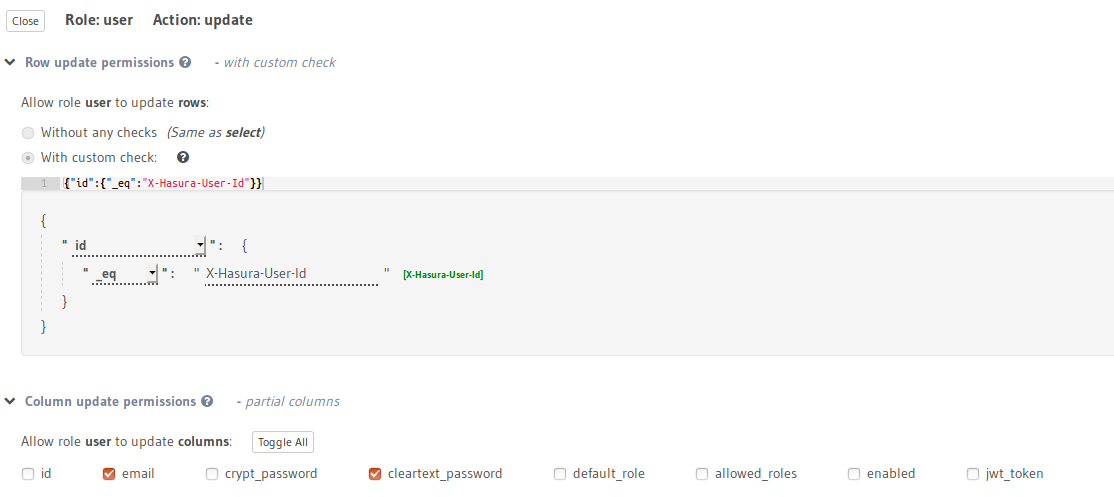 Close Role: user Action: update
Row update permissions ? - with custom check
Allow role user to update rows:
Without any checks (Same as select)
With custom check: ?
1 {"id":{"_eq":"X-Hasura-User-Id"}}
{
" id ": {
" _eq ": " X-Hasura-User-Id " [X-Hasura-User-Id]
}
}
Column update permissions ? - partial columns
Allow role user to update columns: Toggle All
id email crypt_password cleartext_password default_role allowed_roles enabled jwt_token